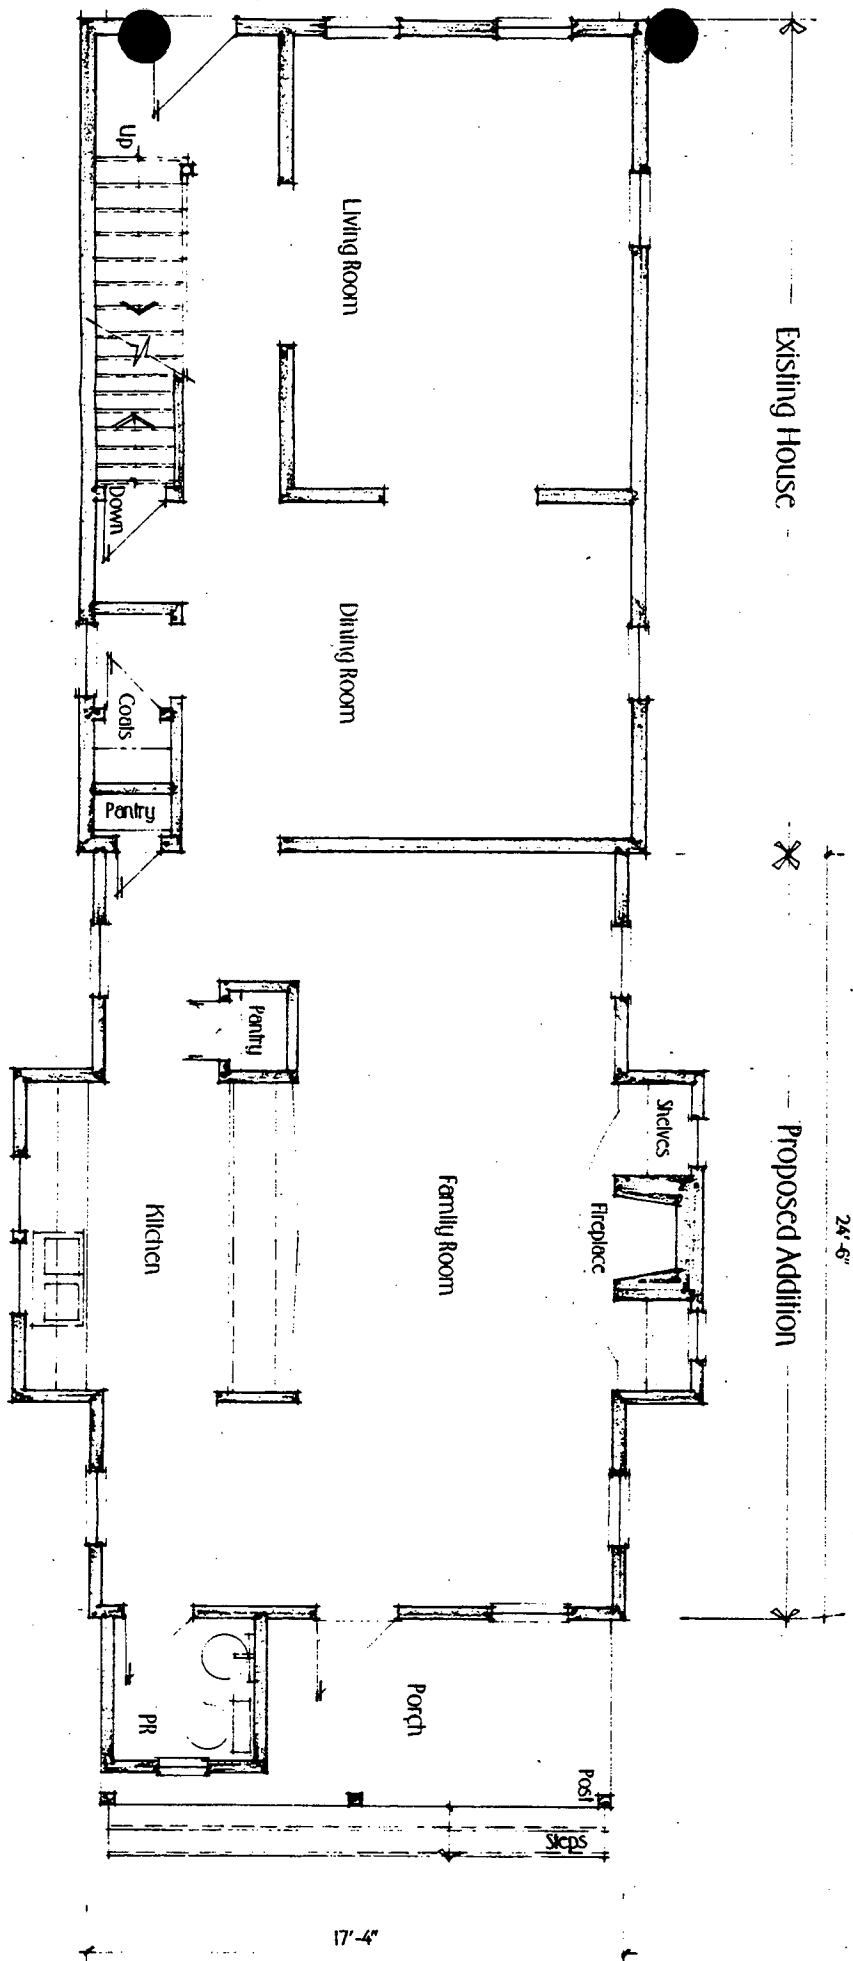 Up
Living Room
Existing House
Down
Dining Room
Coats
Pantry
Pantry
Shelves
Proposed Addition
Kitchen
Family Room
Fireplace
24'-6"
PR
Porch
Post
Steps
17'-4"